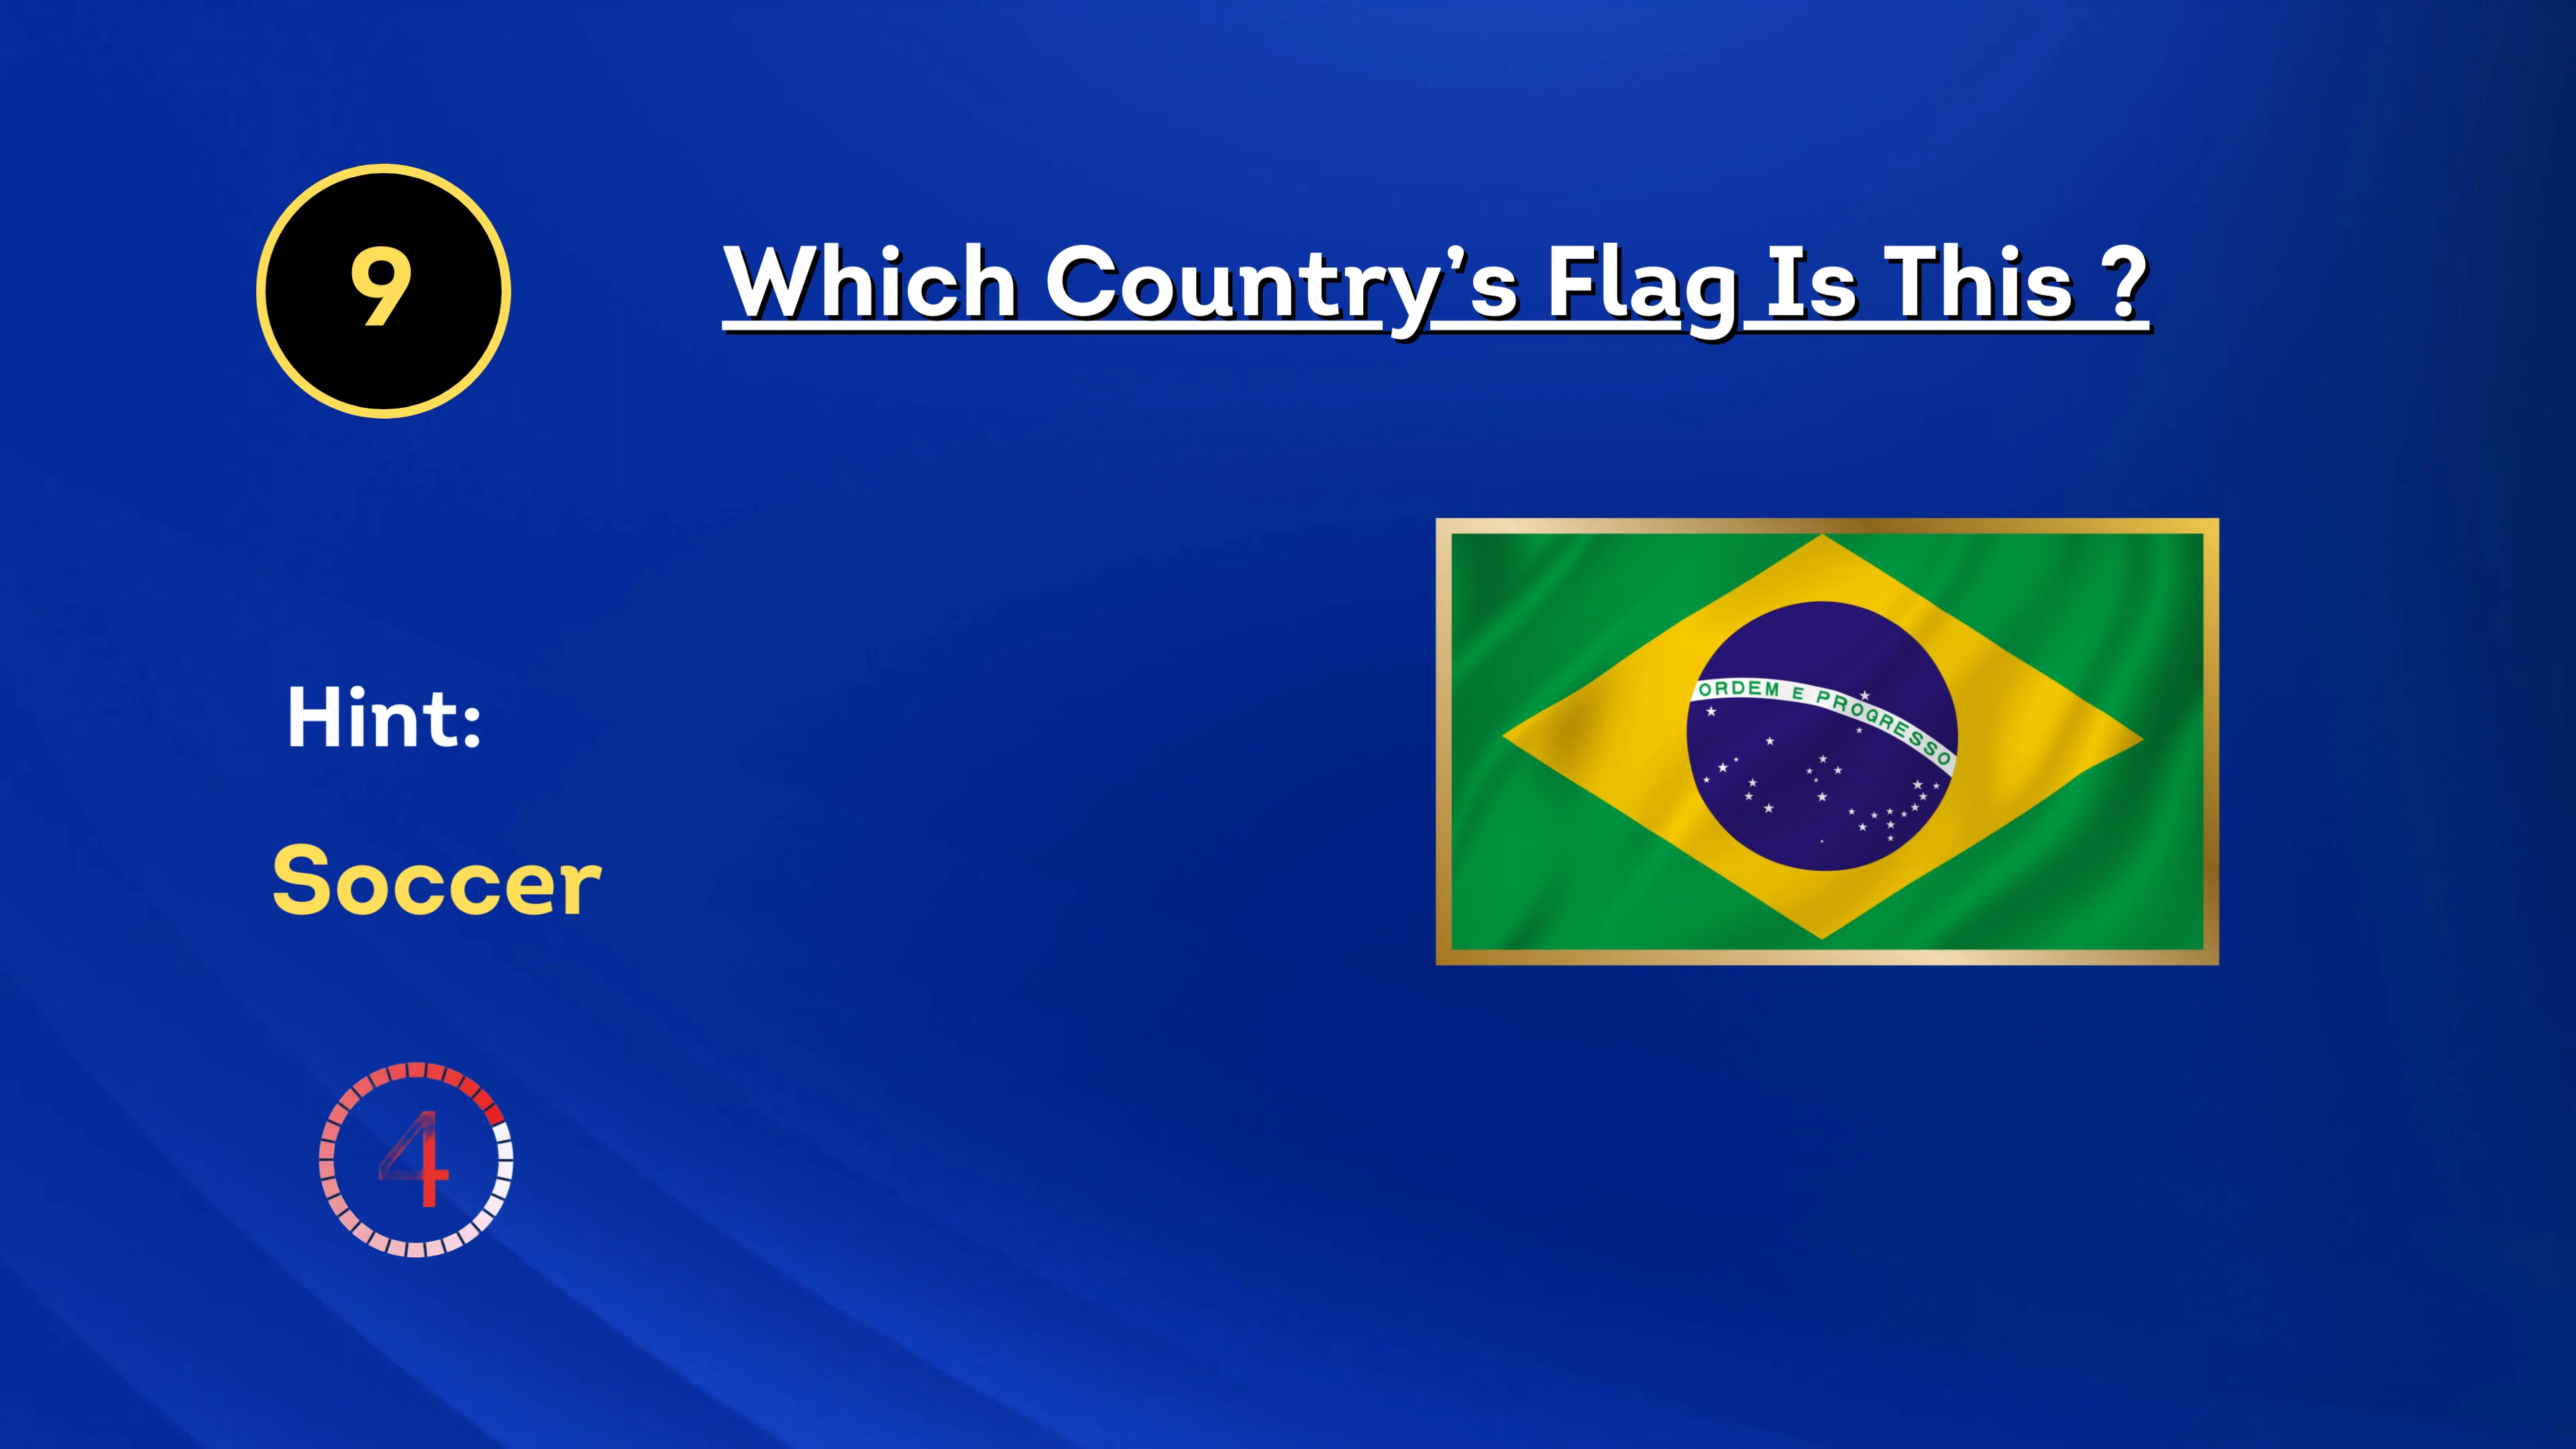 9
Which Country’s Flag Is This ?
ORDEM E PROGRESSO
Hint:
Soccer
4